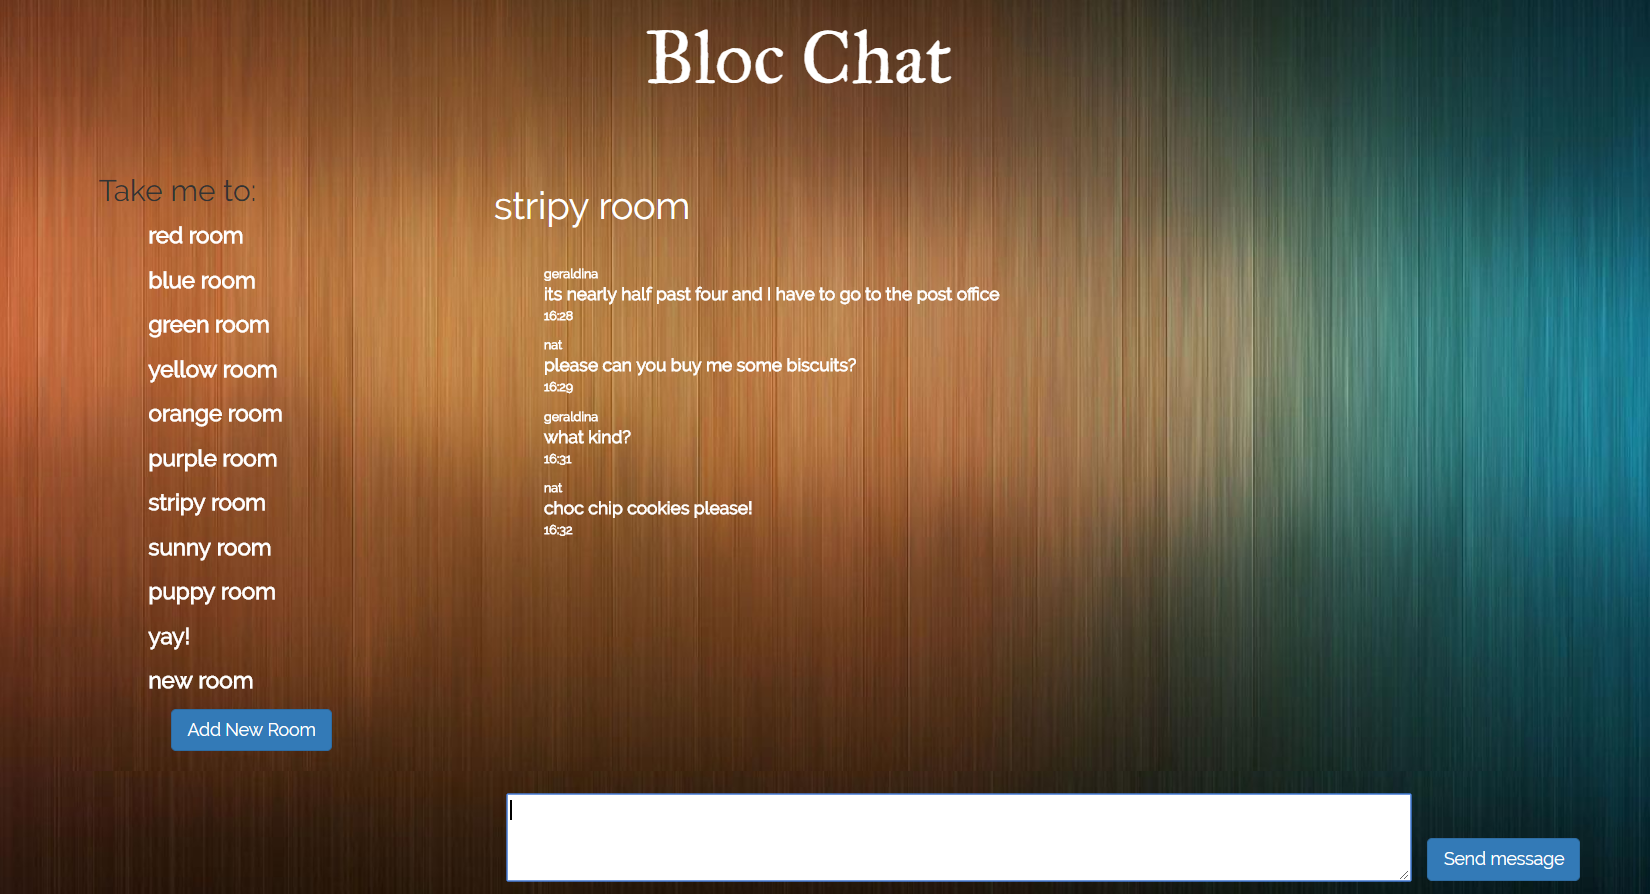 Bloc Chat
Take me to:
red room
blue room
green room
yellow room
orange room
purple room
stripy room
sunny room
puppy room
yay!
new room
Add New Room
stripy room
geraldina
its nearly half past four and I have to go to the post office
16:28
nat
please can you buy me some biscuits?
16:29
geraldina
what kind?
16:31
nat
choc chip cookies please!
16:32
Send message